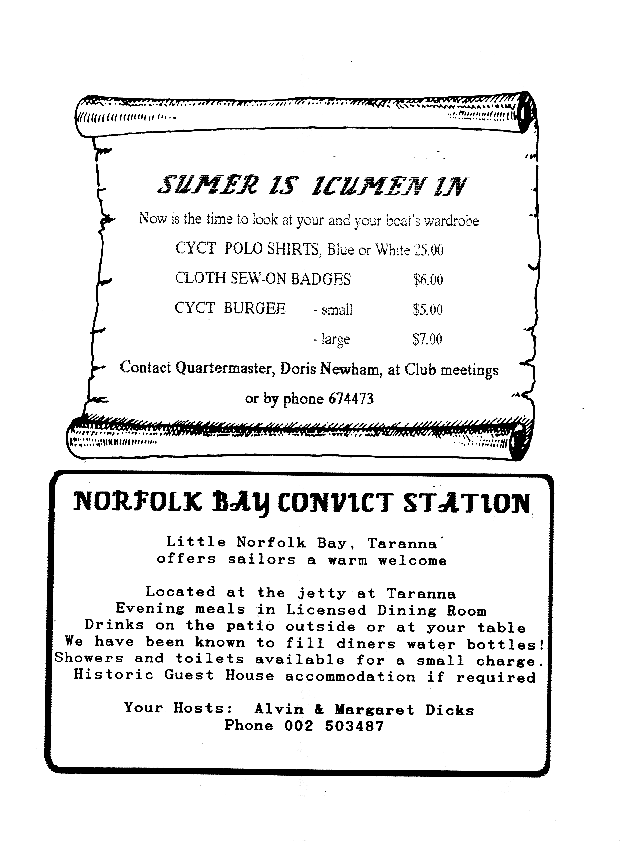 SUMER IS ICUMEN IN
Now is the time to look at your and your boat's wardrobe
CYCT POLO SHIRTS, Blue or White 25.00
CLOTH SEW-ON BADGES $6.00
CYCT BURGEE - small $5.00
- large $7.00
Contact Quartermaster, Doris Newham, at Club meetings
or by phone 674473
NORFOLK BAY CONVICT STATION
Little Norfolk Bay, Taranna
offers sailors a warm welcome
Located at the jetty at Taranna
Evening meals in Licensed Dining Room
Drinks on the patio outside or at your table
We have been known to fill diners water bottles!
Showers and toilets available for a small charge.
Historic Guest House accommodation if required
Your Hosts: Alvin & Margaret Dicks
Phone 002 503487